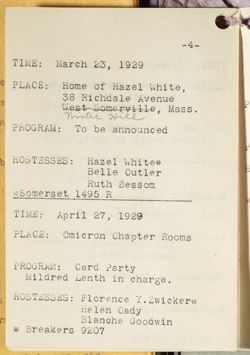 -4-
TIME: March 23, 1929
PLACE: Home of Hazel White,
38 Richdale Avenue
West Somerville, Mass.
Winter Hill
PROGRAM: To be announced
HOSTESSES: Hazel White*
Belle Cutler
Ruth Bessom
*Somerset 1495 R
TIME: April 27, 1929
PLACE: Omicron Chapter Rooms
PROGRAM: Card Party
Mildred Lenth in charge.
HOSTESSES: Florence Y.Zwicker*
Helen Cady
Blanche Goodwin
* Breakers 9207